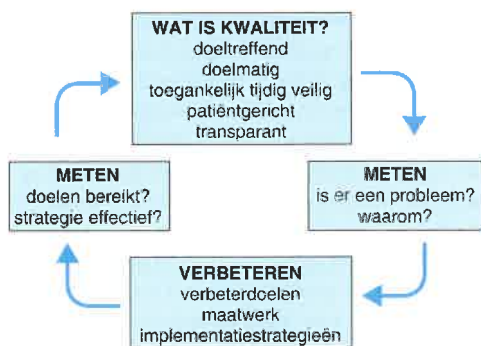 WAT IS KWALITEIT?
doeltreffend
doelmatig
toegankelijk tijdig veilig
patiëntgericht
transparant
METEN
is er een probleem?
waarom?
VERBETEREN
verbeterdoelen
maatwerk
implementatiestrategieën
METEN
doelen bereikt?
strategie effectief?